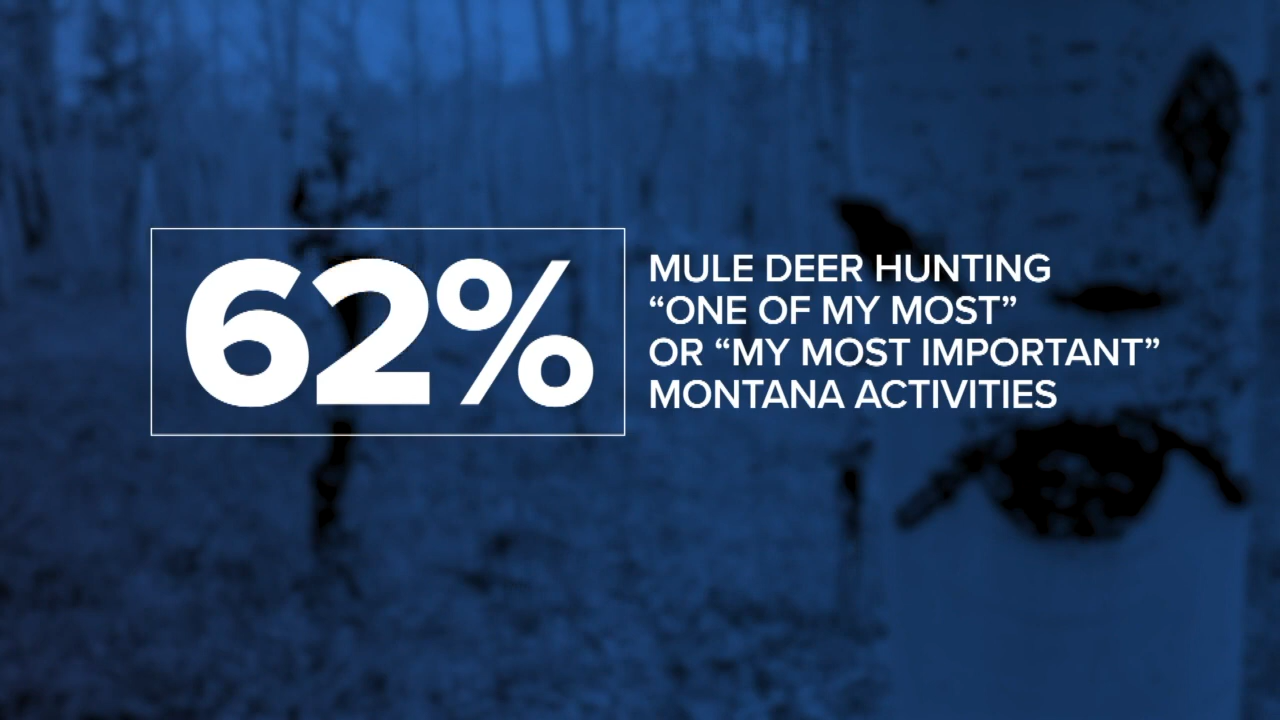 62%
MULE DEER HUNTING
“ONE OF MY MOST”
OR “MY MOST IMPORTANT”
MONTANA ACTIVITIES